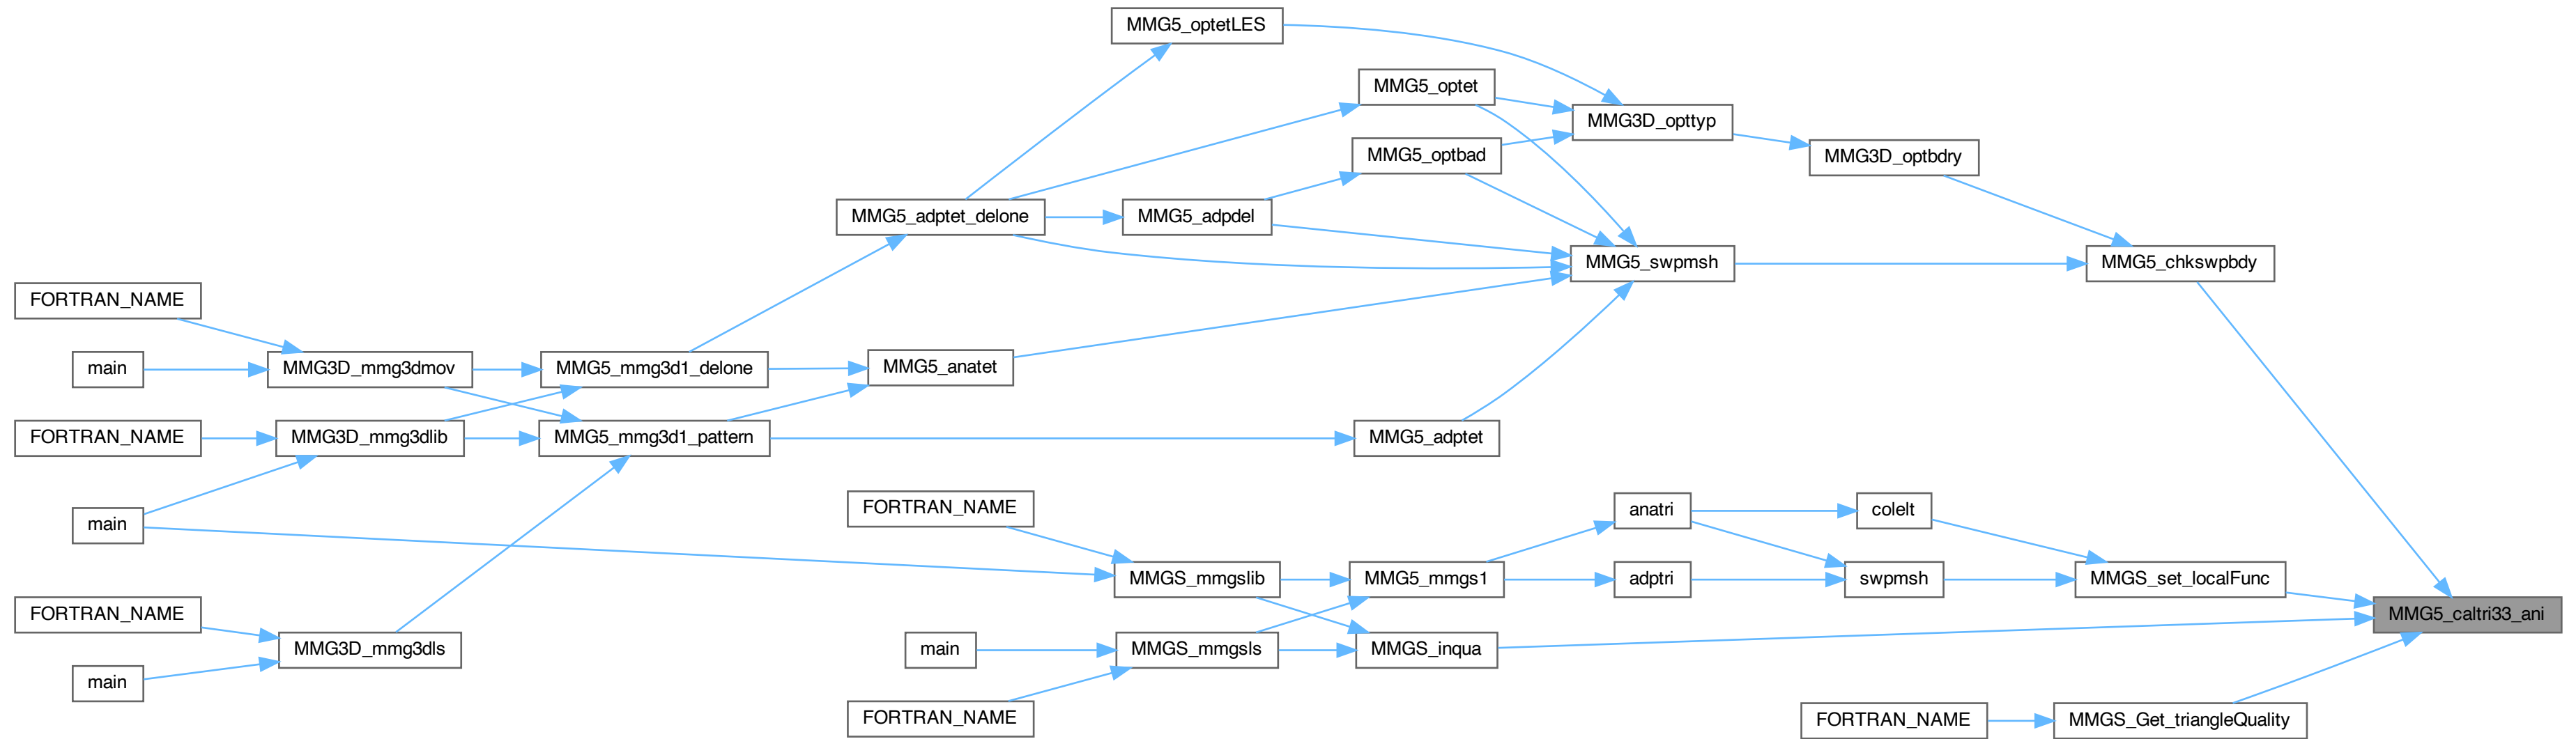 MMG5_optetLES
MMG5_optet
MMG3D_opttyp
MMG5_optbad
MMG3D_optbdry
MMG5_adptet_delone
MMG5_adpdel
MMG5_swpmsh
MMG5_chkswpbdy
FORTRAN_NAME
main
MMG3D_mmg3dmov
MMG5_mmg3d1_delone
MMG5_anatet
FORTRAN_NAME
MMG3D_mmg3dlib
MMG5_mmg3d1_pattern
MMG5_adptet
main
FORTRAN_NAME
anatri
colelt
MMGS_mmgslib
MMG5_mmgs1
adptri
swpmsh
MMGS_set_localFunc
MMG5_caltri33_ani
FORTRAN_NAME
MMG3D_mmg3dls
main
main
MMGS_mmgsls
MMGS_inqua
FORTRAN_NAME
FORTRAN_NAME
MMGS_Get_triangleQuality